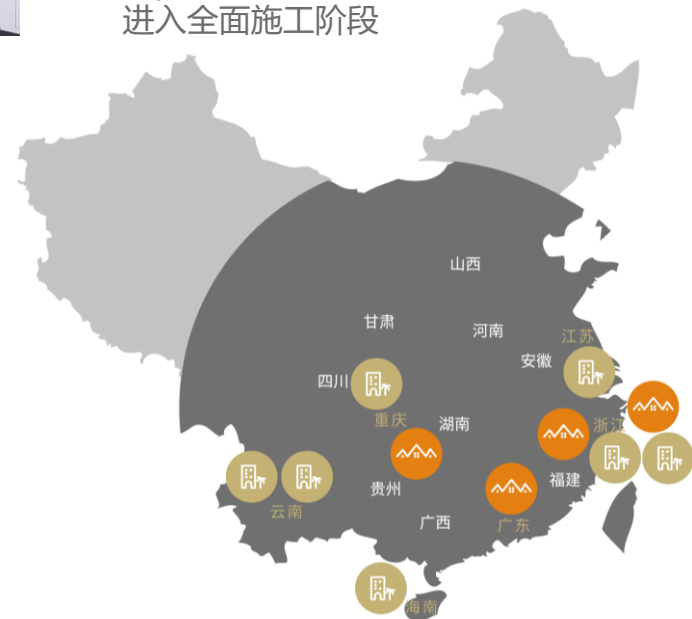 进入全面施工阶段
山西
甘肃
河南
江苏
安徽
四川
重庆
湖南
浙江
贵州
福建
云南
广西
广东
海南